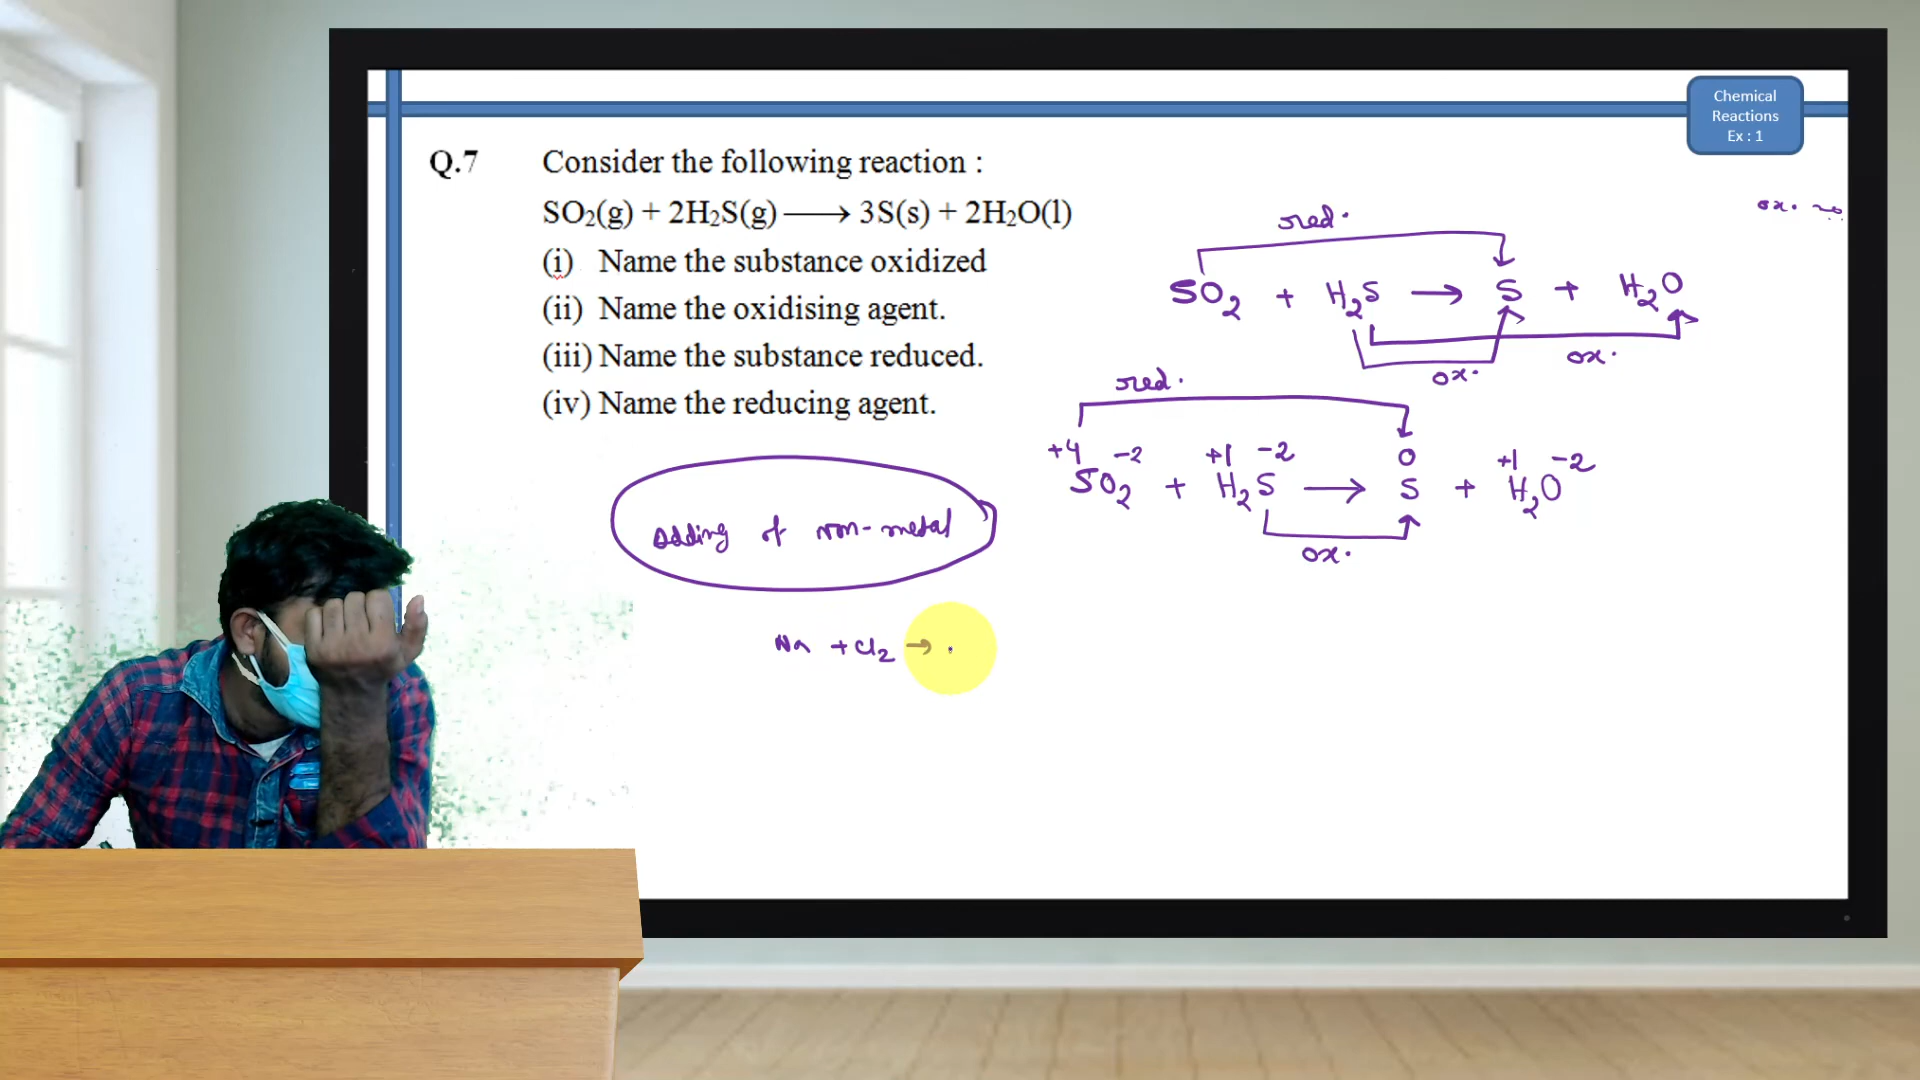 Chemical
Reactions
Ex : 1
Q.7 Consider the following reaction :
SO₂(g) + 2H₂S(g) ⟶ 3S(s) + 2H₂O(l)
(i) Name the substance oxidized
(ii) Name the oxidising agent.
(iii) Name the substance reduced.
(iv) Name the reducing agent.
ox.
red.
SO₂ + H₂S → S + H₂O
ox.
ox.
red.
+4 -2 +1 -2 0 +1 -2
SO₂ + H₂S ⟶ S + H₂O
ox.
Adding of non-metal
Na + Cl₂ →